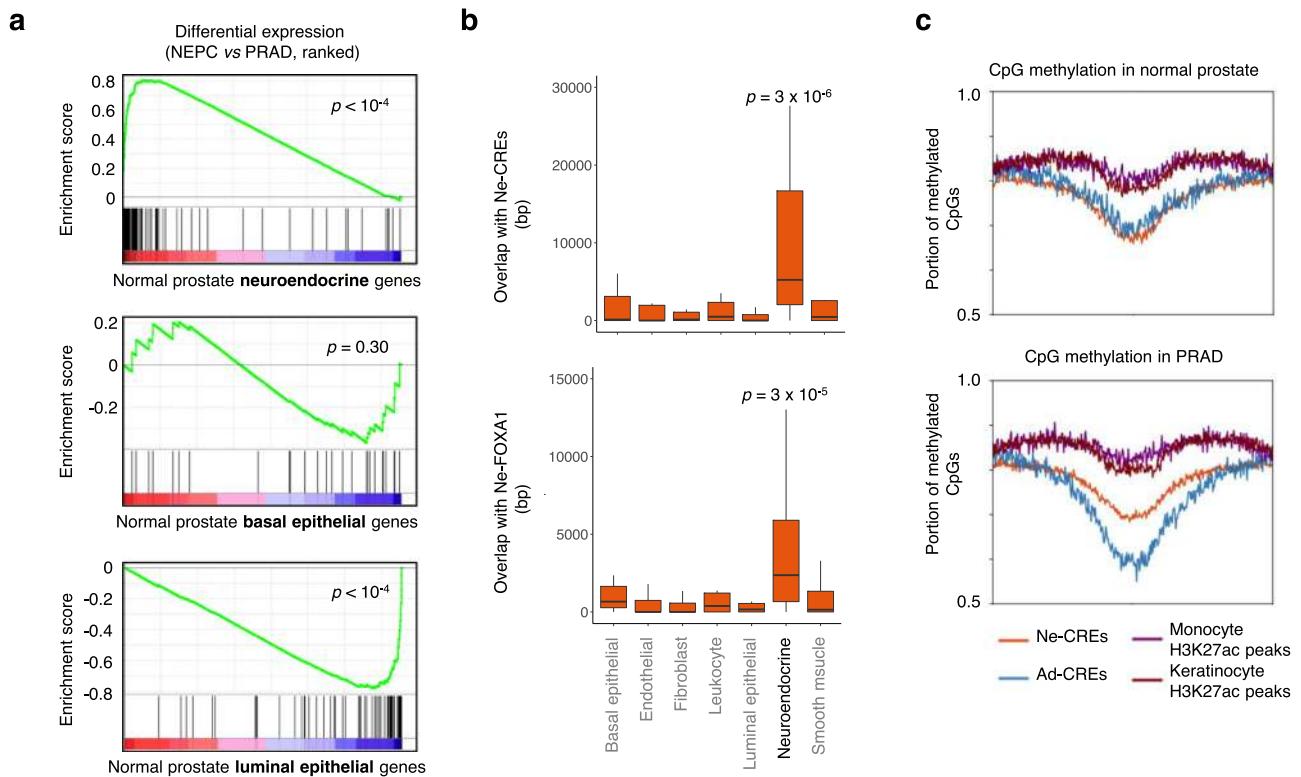 a
Differential expression
(NEPC vs PRAD, ranked)
Enrichment score
0.8
0.6
0.4
0.2
0
p < 10-4
Normal prostate neuroendocrine genes
Enrichment score
0.2
0
-0.2
p = 0.30
Normal prostate basal epithelial genes
Enrichment score
0
-0.2
-0.4
-0.6
-0.8
p < 10-4
Normal prostate luminal epithelial genes
b
Overlap with Ne-CREs
(bp)
30000
20000
10000
0
p = 3 x 10-6
Overlap with Ne-FOXA1
(bp)
15000
10000
5000
0
p = 3 x 10-5
Basal epithelial
Endothelial
Fibroblast
Leukocyte
Luminal epithelial
Neuroendocrine
Smooth msucle
c
CpG methylation in normal prostate
Portion of methylated
CpGs
1.0
0.5
CpG methylation in PRAD
Portion of methylated
CpGs
1.0
0.5
Ne-CREs
Ad-CREs
Monocyte
H3K27ac peaks
Keratinocyte
H3K27ac peaks